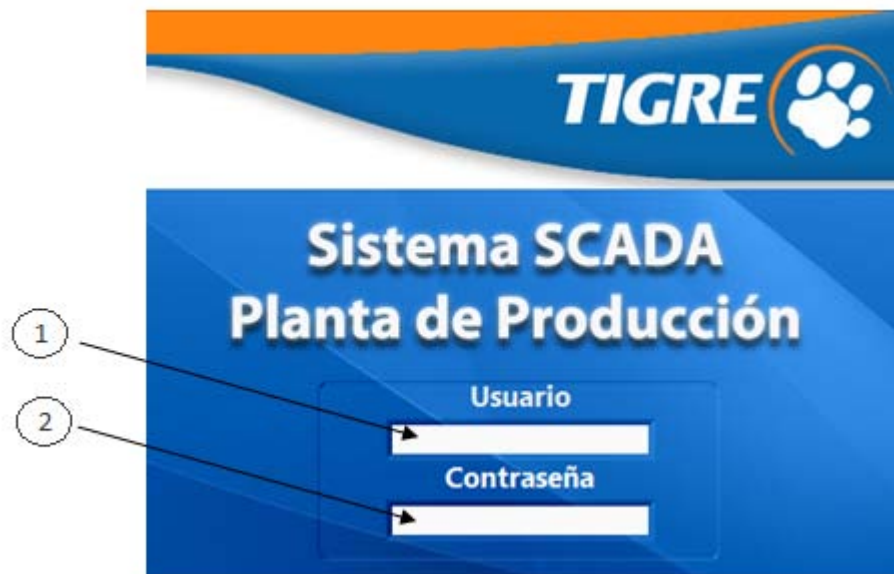 TIGRE
Sistema SCADA
Planta de Producción
1
Usuario
2
Contraseña